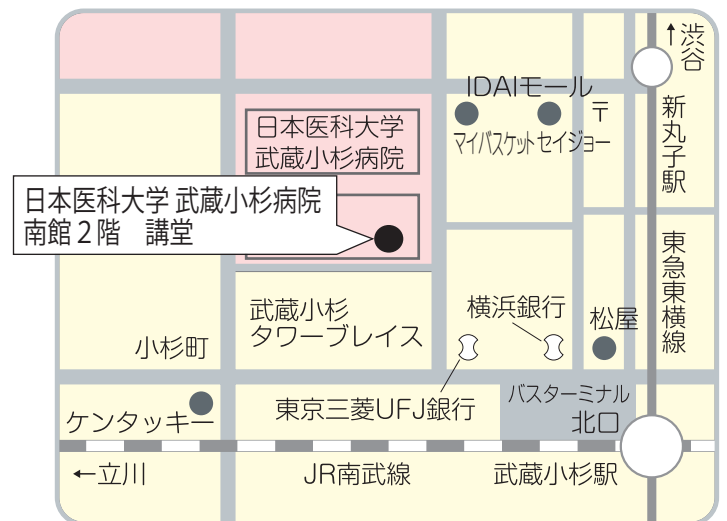 ↑渋谷
IDAIモール
〒
マイバスケット
セイジョー
新丸子駅
日本医科大学
武蔵小杉病院
日本医科大学 武蔵小杉病院
南館２階　講堂
東急東横線
武蔵小杉
タワープレイス
横浜銀行
松屋
小杉町
バスターミナル
北口
東京三菱UFJ銀行
ケンタッキー
←立川
JR南武線
武蔵小杉駅